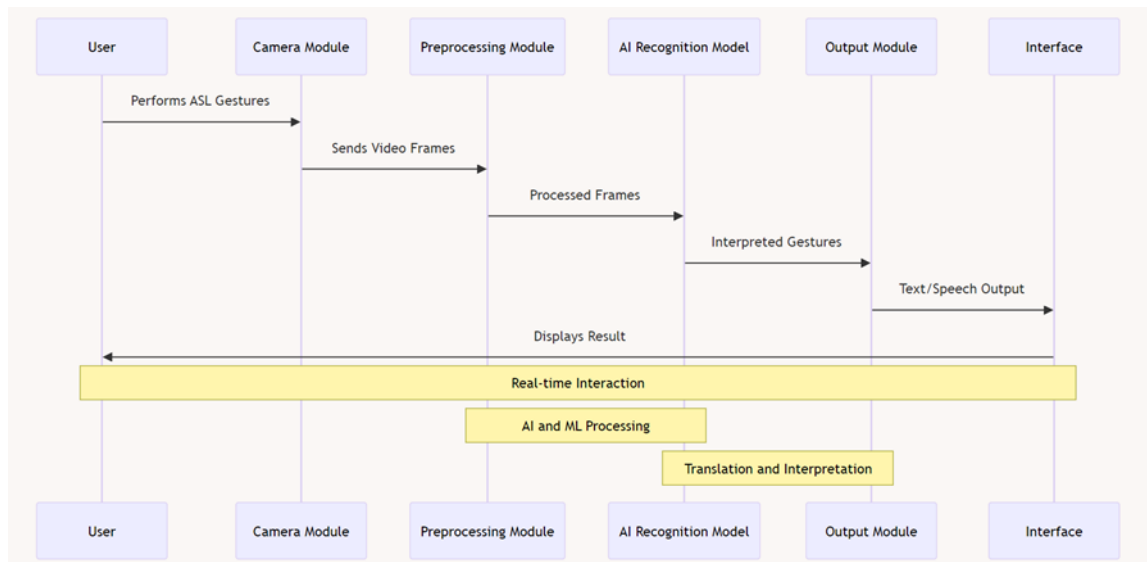 User
Camera Module
Preprocessing Module
AI Recognition Model
Output Module
Interface
Performs ASL Gestures
Sends Video Frames
Processed Frames
Interpreted Gestures
Text/Speech Output
Displays Result
Real-time Interaction
AI and ML Processing
Translation and Interpretation
User
Camera Module
Preprocessing Module
AI Recognition Model
Output Module
Interface